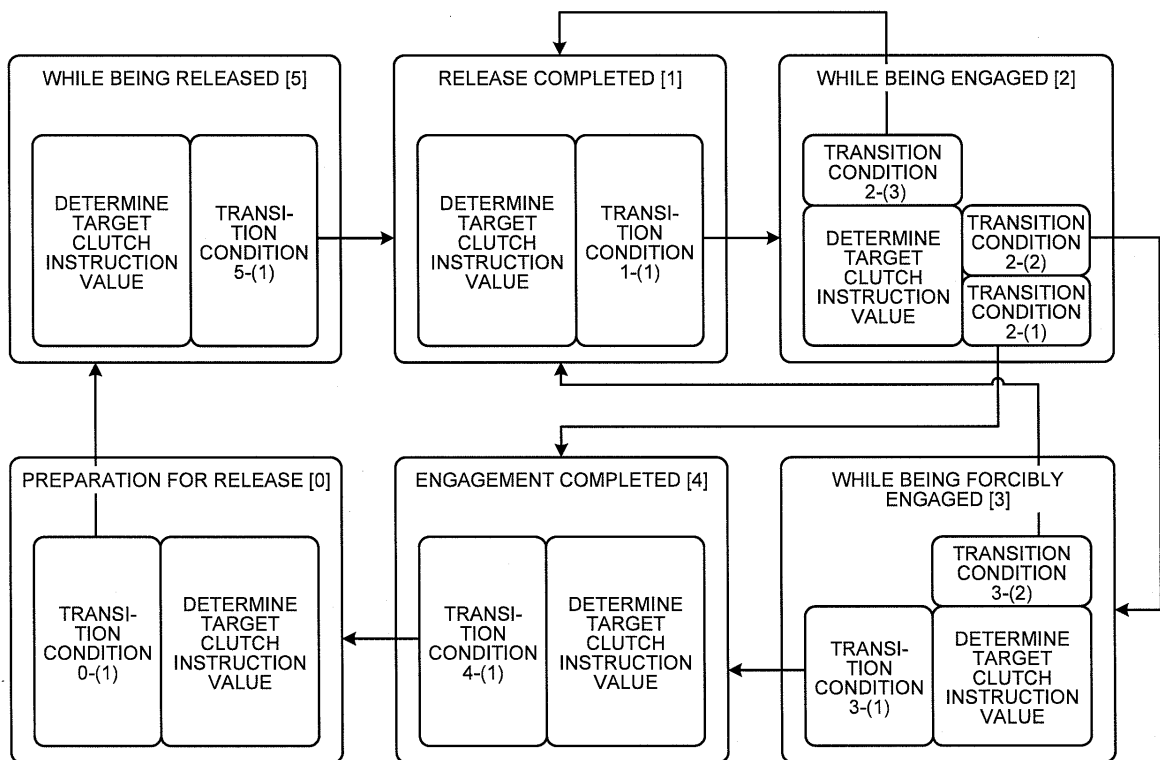 WHILE BEING RELEASED [5]
DETERMINE
TARGET
CLUTCH
INSTRUCTION
VALUE
TRANSI-
TION
CONDITION
5-(1)
RELEASE COMPLETED [1]
DETERMINE
TARGET
CLUTCH
INSTRUCTION
VALUE
TRANSI-
TION
CONDITION
1-(1)
WHILE BEING ENGAGED [2]
TRANSITION
CONDITION
2-(3)
DETERMINE
TARGET
CLUTCH
INSTRUCTION
VALUE
TRANSITION
CONDITION
2-(2)
TRANSITION
CONDITION
2-(1)
PREPARATION FOR RELEASE [0]
TRANSI-
TION
CONDITION
0-(1)
DETERMINE
TARGET
CLUTCH
INSTRUCTION
VALUE
ENGAGEMENT COMPLETED [4]
TRANSI-
TION
CONDITION
4-(1)
DETERMINE
TARGET
CLUTCH
INSTRUCTION
VALUE
WHILE BEING FORCIBLY
ENGAGED [3]
TRANSITION
CONDITION
3-(2)
TRANSI-
TION
CONDITION
3-(1)
DETERMINE
TARGET
CLUTCH
INSTRUCTION
VALUE